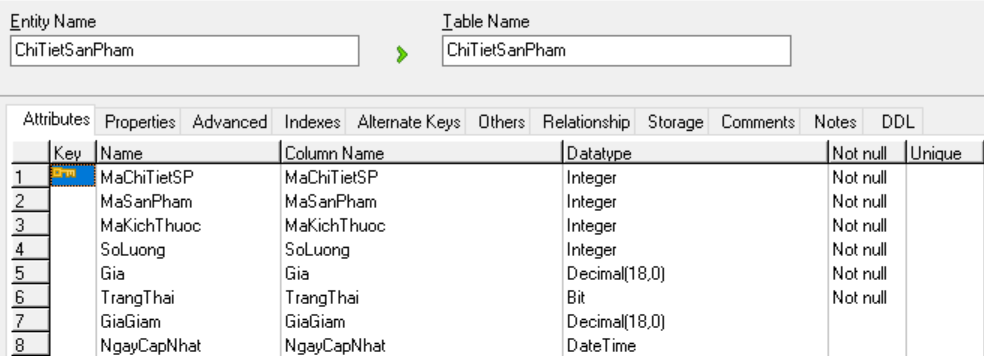 Entity Name Table Name
ChiTietSanPham ChiTietSanPham
Attributes Properties Advanced Indexes Alternate Keys Others Relationship Storage Comments Notes DDL
Key Name Column Name Datatype Not null Unique
1 MaChiTietSP MaChiTietSP Integer Not null
2 MaSanPham MaSanPham Integer Not null
3 MaKichThuoc MaKichThuoc Integer Not null
4 SoLuong SoLuong Integer Not null
5 Gia Gia Decimal(18,0) Not null
6 TrangThai TrangThai Bit Not null
7 GiaGiam GiaGiam Decimal(18,0)
8 NgayCapNhat NgayCapNhat DateTime